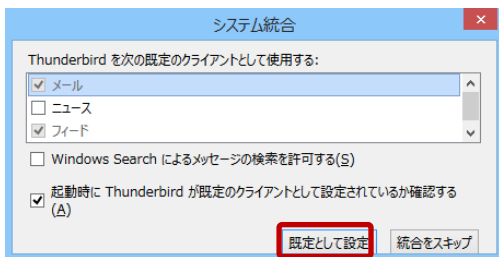 システム統合
Thunderbird を次の既定のクライアントとして使用する:
メール
ニュース
フィード
Windows Search によるメッセージの検索を許可する(S)
起動時に Thunderbird が既定のクライアントとして設定されているか確認する
(A)
既定として設定 統合をスキップ